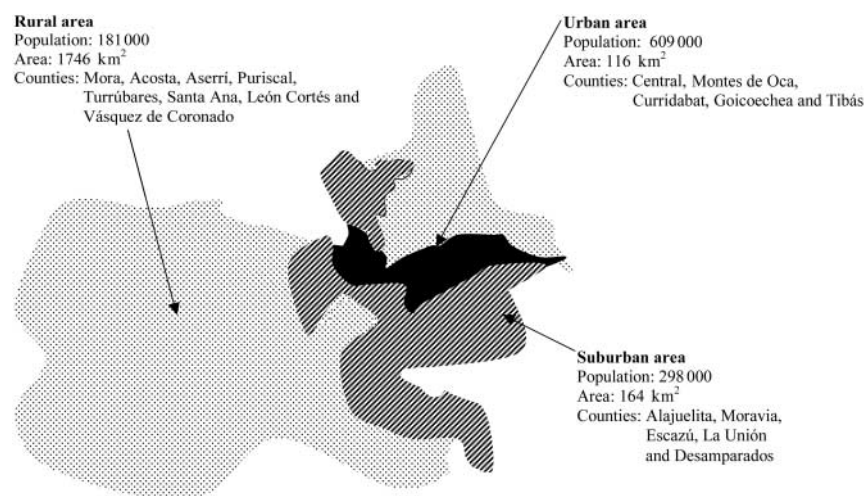 Rural area
Population: 181 000
Area: 1746 km²
Counties: Mora, Acosta, Aserrí, Puriscal,
Turrúbares, Santa Ana, León Cortés and
Vásquez de Coronado
Urban area
Population: 609 000
Area: 116 km²
Counties: Central, Montes de Oca,
Curridabat, Goicoechea and Tibás
Suburban area
Population: 298 000
Area: 164 km²
Counties: Alajuelita, Moravia,
Escazú, La Unión
and Desamparados